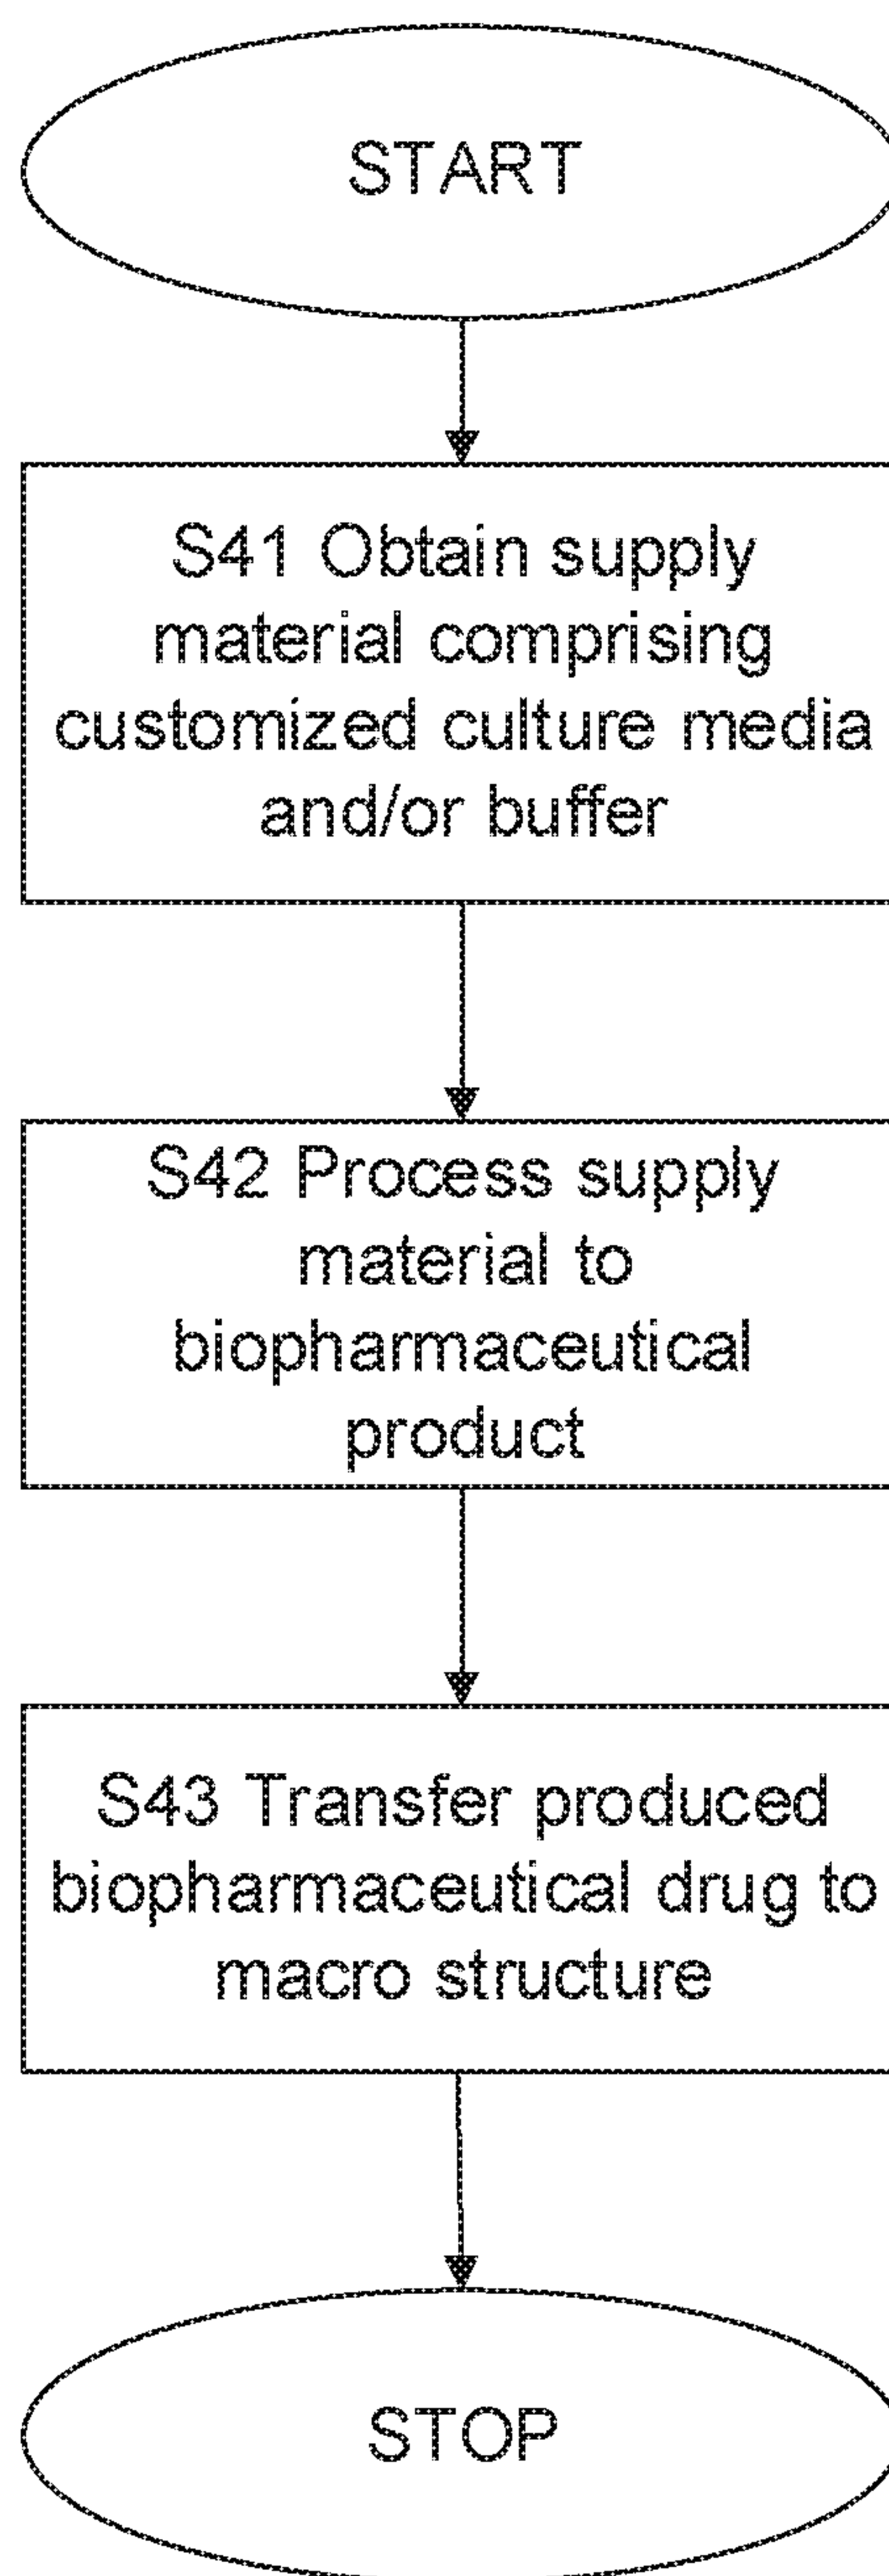 START
S41 Obtain supply
material comprising
customized culture media
and/or buffer
S42 Process supply
material to
biopharmaceutical
product
S43 Transfer produced
biopharmaceutical drug to
macro structure
STOP